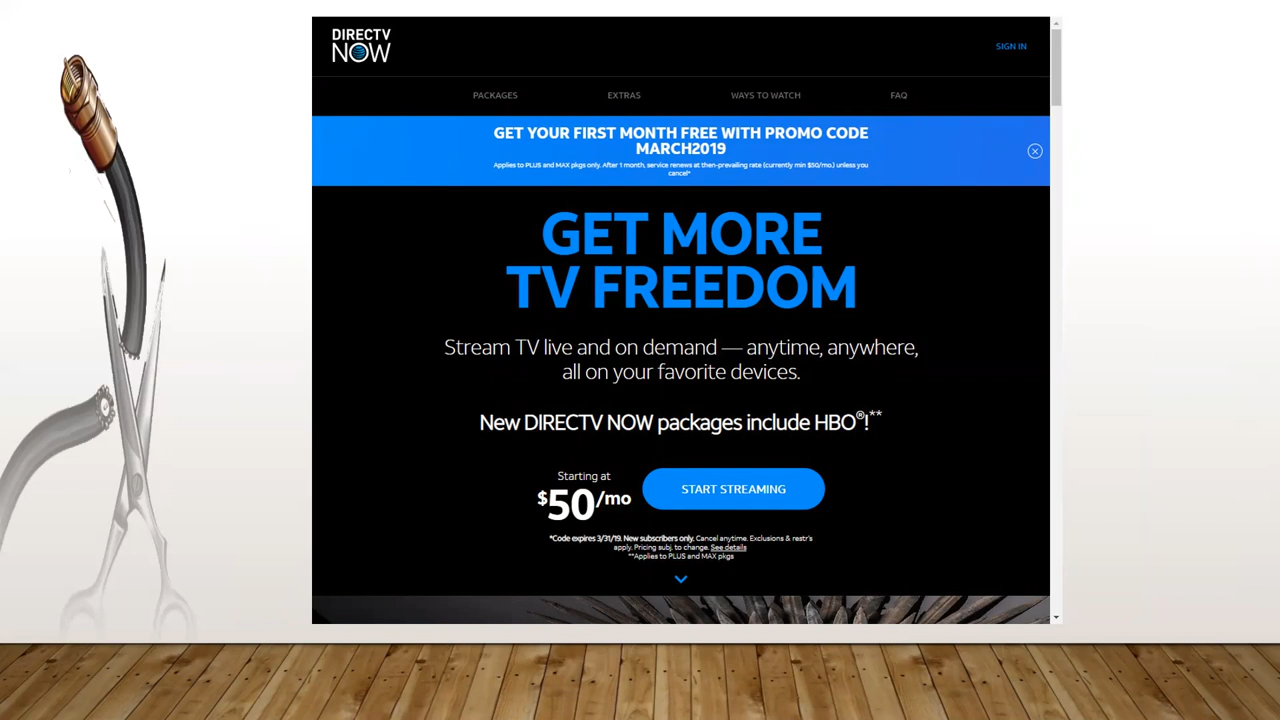 DIRECTV
NOW
SIGN IN
PACKAGES
EXTRAS
WAYS TO WATCH
FAQ
GET YOUR FIRST MONTH FREE WITH PROMO CODE
MARCH2019
Applies to PLUS and MAX pkgs only. After 1 month, service renews at then-prevailing rate (currently min $50/mo.) unless you
cancel*
GET MORE
TV FREEDOM
Stream TV live and on demand — anytime, anywhere,
all on your favorite devices.
New DIRECTV NOW packages include HBO®!**
Starting at
$50/mo
START STREAMING
*Code expires 3/31/19. New subscribers only. Cancel anytime. Exclusions & restr's
apply. Pricing subj. to change. See details
**Applies to PLUS and MAX pkgs